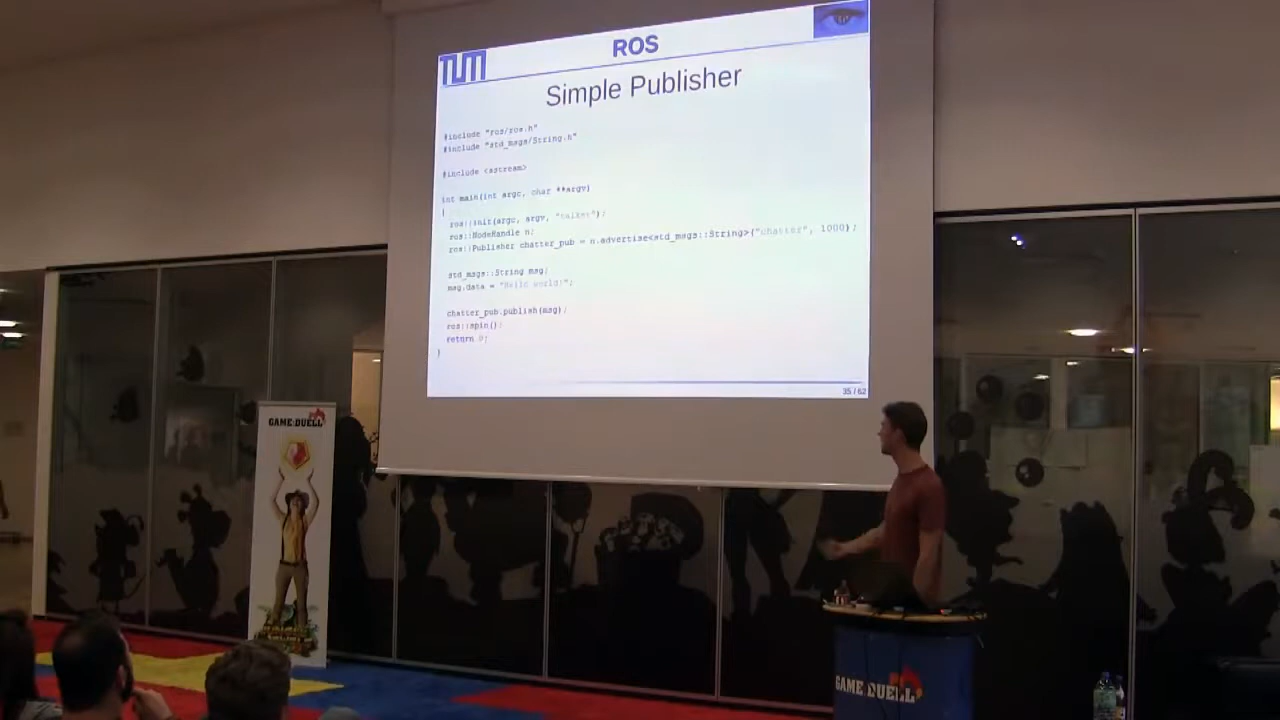 TUM
ROS
Simple Publisher
#include "ros/ros.h"
#include "std_msgs/String.h"
#include <sstream>
int main(int argc, char **argv)
{
ros::init(argc, argv, "talker");
ros::NodeHandle n;
ros::Publisher chatter_pub = n.advertise<std_msgs::String>("chatter", 1000);
std_msgs::String msg;
msg.data = "Hello world!";
chatter_pub.publish(msg);
ros::spin();
return 0;
}
35 / 62
GAME DUELL
GAME DUELL